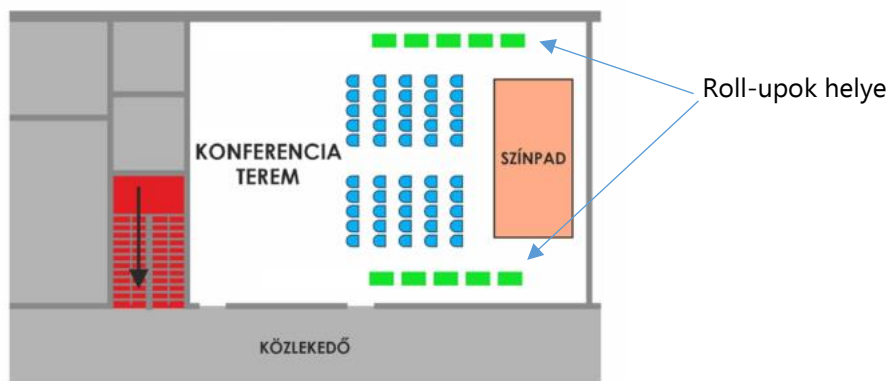 Roll-upok helye
KONFERENCIA
TEREM
SZÍNPAD
KÖZLEKEDŐ